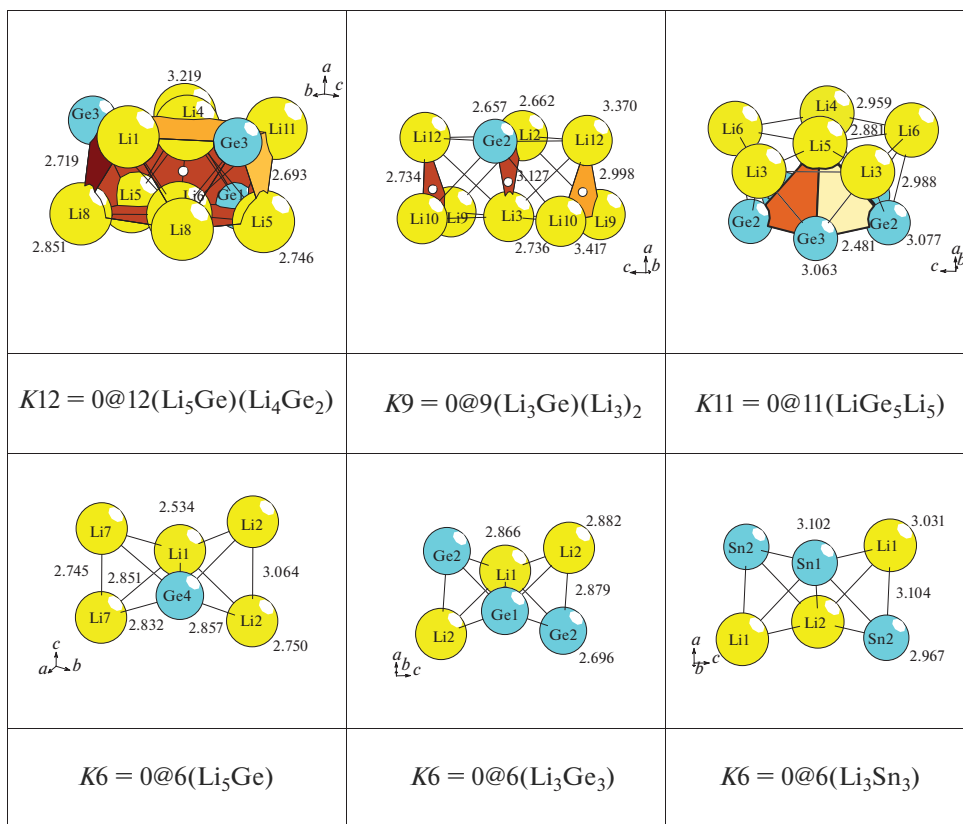 3.219
a
b c
Ge3 Li4 Li11
Li1 Ge3
2.719
2.693
Li5 Li6 Ge1
Li8 Li8 Li5
2.851
2.746
2.657 2.662 3.370
Li12 Ge2 Li2 Li12
2.734 3.127 2.998
Li10 Li9 Li3 Li10 Li9
2.736 3.417
a
c b
Li4 2.959
Li6 2.881 Li6
Li5
Li3 Li3
2.988
Ge2 Ge3 Ge2
2.481 3.077
3.063
a
c b
K12 = 0@12(Li₅Ge)(Li₄Ge₂)
K9 = 0@9(Li₃Ge)(Li₃)₂
K11 = 0@11(LiGe₅Li₅)
2.534
Li7 Li1 Li2
2.745 2.851 3.064
Ge4
Li7 Li2
2.832 2.857
2.750
c
a b
2.866 2.882
Ge2 Li2
Li1
2.879
Ge1
Li2 Ge2
2.696
a
b
c
3.102 3.031
Sn2 Sn1 Li1
3.104
Li1 Li2 Sn2
2.967
a
b c
K6 = 0@6(Li₅Ge)
K6 = 0@6(Li₃Ge₃)
K6 = 0@6(Li₃Sn₃)